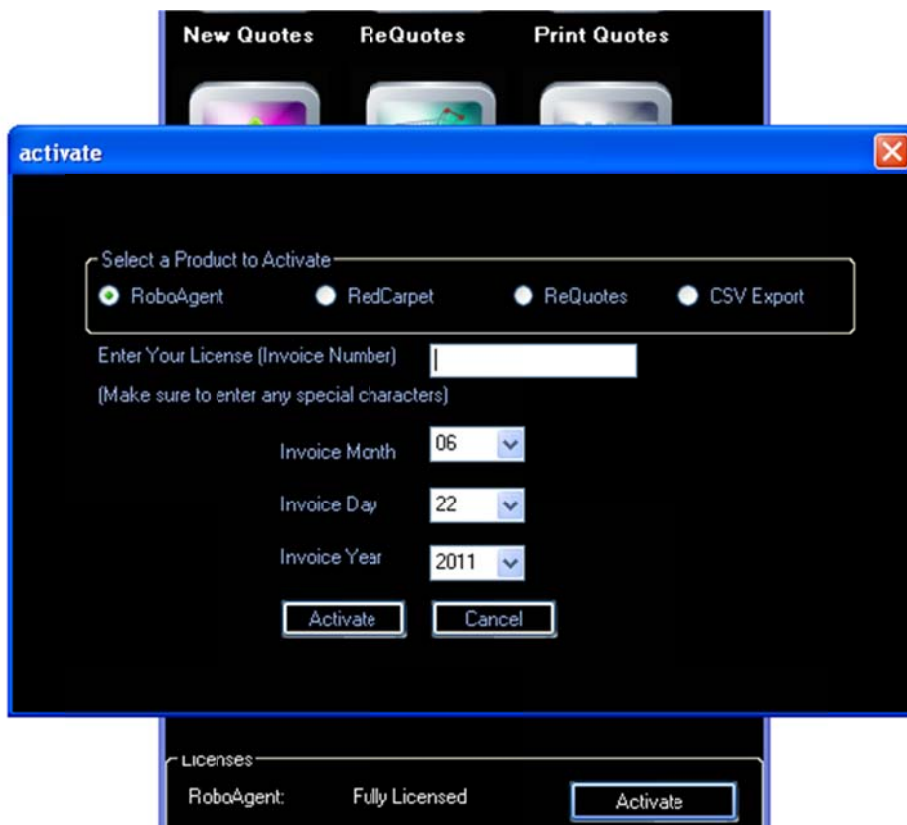 New Quotes ReQuotes Print Quotes
activate
Select a Product to Activate
RoboAgent RedCarpet ReQuotes CSV Export
Enter Your License (Invoice Number)
(Make sure to enter any special characters)
Invoice Month 06
Invoice Day 22
Invoice Year 2011
Activate Cancel
Licenses
RoboAgent: Fully Licensed Activate